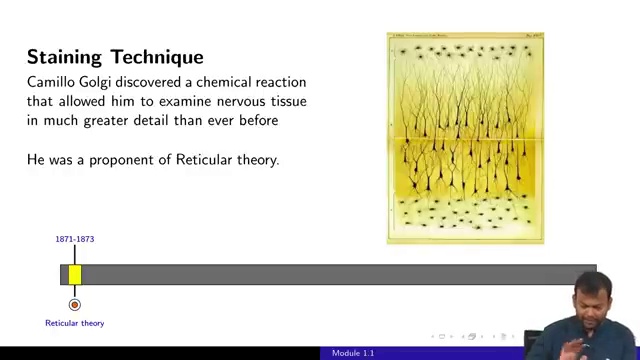 Staining Technique
Camillo Golgi discovered a chemical reaction
that allowed him to examine nervous tissue
in much greater detail than ever before
He was a proponent of Reticular theory.
1871-1873
Reticular theory
Module 1.1